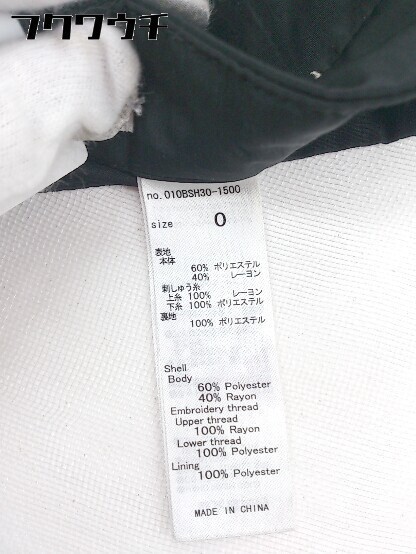 フクワウチ
no. 010BSH30-1500
size 0
表地
本体
60% ポリエステル
40% レーヨン
刺しゅう糸
上糸 100% レーヨン
下糸 100% ポリエステル
裏地
100% ポリエステル
Shell
Body
60% Polyester
40% Rayon
Embroidery thread
Upper thread
100% Rayon
Lower thread
100% Polyester
Lining
100% Polyester
MADE IN CHINA